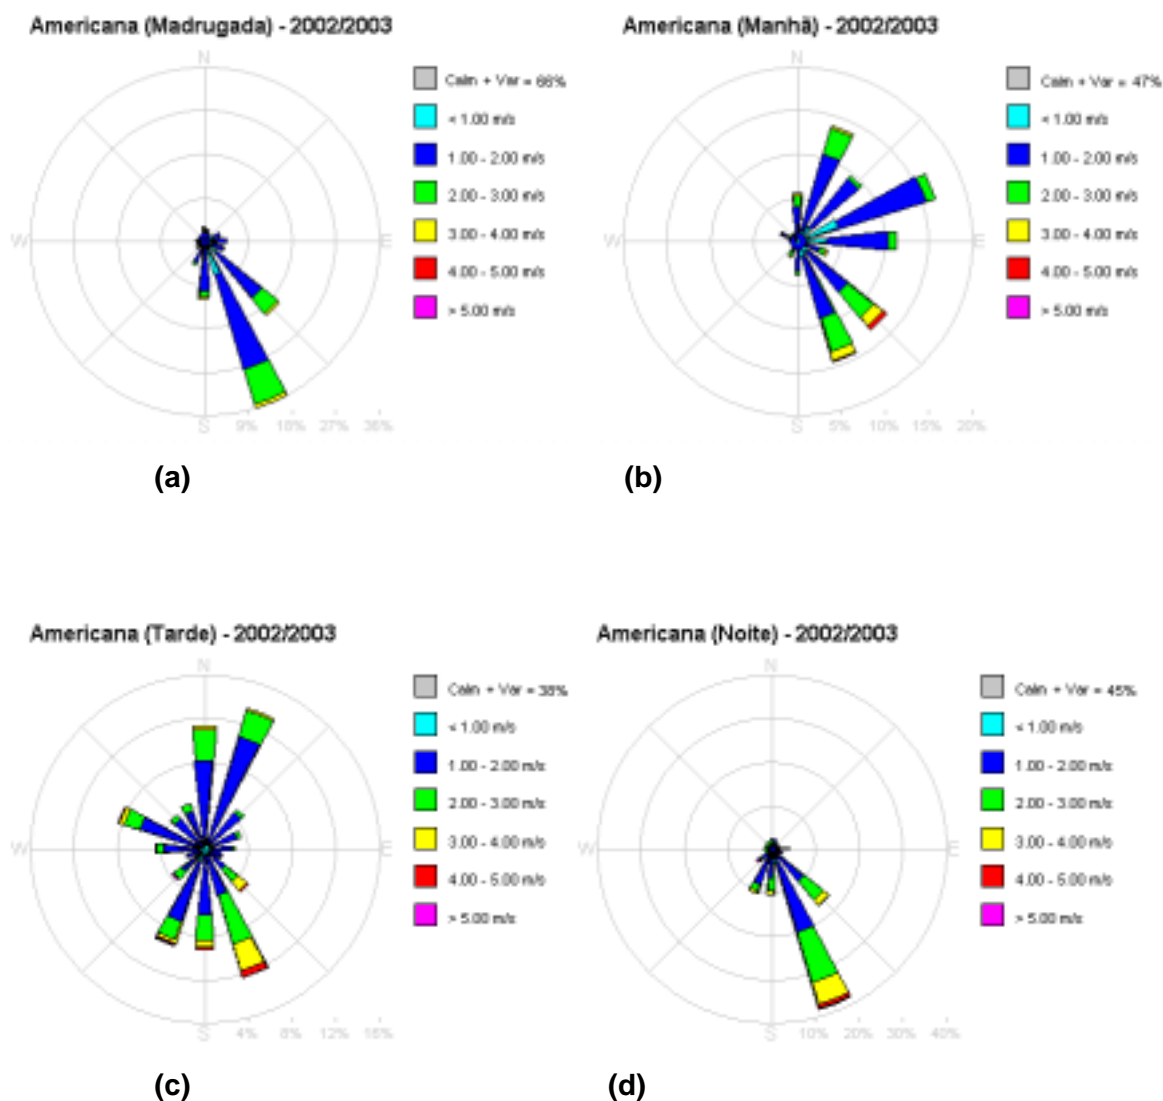 Americana (Madrugada) - 2002/2003
N
Calm + Var = 66%
< 1.00 m/s
1.00 - 2.00 m/s
2.00 - 3.00 m/s
3.00 - 4.00 m/s
4.00 - 5.00 m/s
> 5.00 m/s
W
E
S
9% 18% 27% 36%
(a)
Americana (Manhã) - 2002/2003
N
Calm + Var = 47%
< 1.00 m/s
1.00 - 2.00 m/s
2.00 - 3.00 m/s
3.00 - 4.00 m/s
4.00 - 5.00 m/s
> 5.00 m/s
W
E
S
5% 10% 15% 20%
(b)
Americana (Tarde) - 2002/2003
N
Calm + Var = 38%
< 1.00 m/s
1.00 - 2.00 m/s
2.00 - 3.00 m/s
3.00 - 4.00 m/s
4.00 - 5.00 m/s
> 5.00 m/s
W
E
S
4% 8% 12% 16%
(c)
Americana (Noite) - 2002/2003
N
Calm + Var = 45%
< 1.00 m/s
1.00 - 2.00 m/s
2.00 - 3.00 m/s
3.00 - 4.00 m/s
4.00 - 5.00 m/s
> 5.00 m/s
W
E
S
10% 20% 30% 40%
(d)